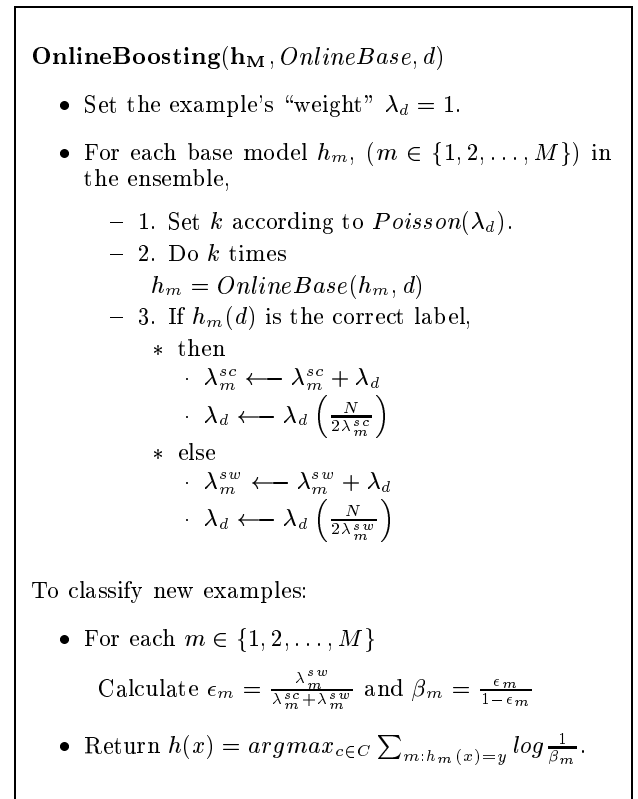 OnlineBoosting(h_M, OnlineBase, d)
• Set the example's "weight" λ_d = 1.
• For each base model h_m, (m ∈ {1, 2, . . . , M}) in
the ensemble,
– 1. Set k according to Poisson(λ_d).
– 2. Do k times
h_m = OnlineBase(h_m, d)
– 3. If h_m(d) is the correct label,
* then
· λ_m^{sc} ⟵ λ_m^{sc} + λ_d
· λ_d ⟵ λ_d (N / 2λ_m^{sc})
* else
· λ_m^{sw} ⟵ λ_m^{sw} + λ_d
· λ_d ⟵ λ_d (N / 2λ_m^{sw})
To classify new examples:
• For each m ∈ {1, 2, . . . , M}
Calculate ε_m = λ_m^{sw} / (λ_m^{sc} + λ_m^{sw}) and β_m = ε_m / (1 − ε_m)
• Return h(x) = argmax_{c∈C} ∑_{m:h_m(x)=y} log 1/β_m.